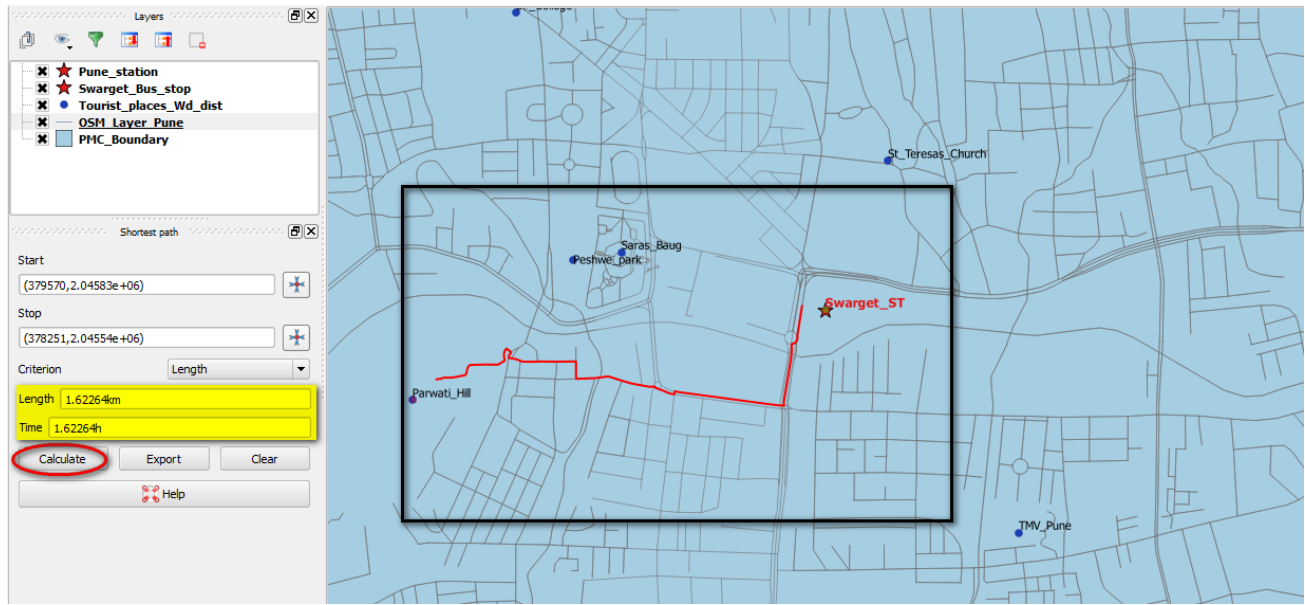 Layers
Pune_station
Swarget_Bus_stop
Tourist_places_Wd_dist
OSM_Layer_Pune
PMC_Boundary
Shortest path
Start
(379570,2.04583e+06)
Stop
(378251,2.04554e+06)
Criterion Length
Length 1.62264km
Time 1.62264h
Calculate Export Clear
Help
St_Teresas_Church
Saras_Baug
Peshwe_park
Swarget_ST
Parwati_Hill
TMV_Pune